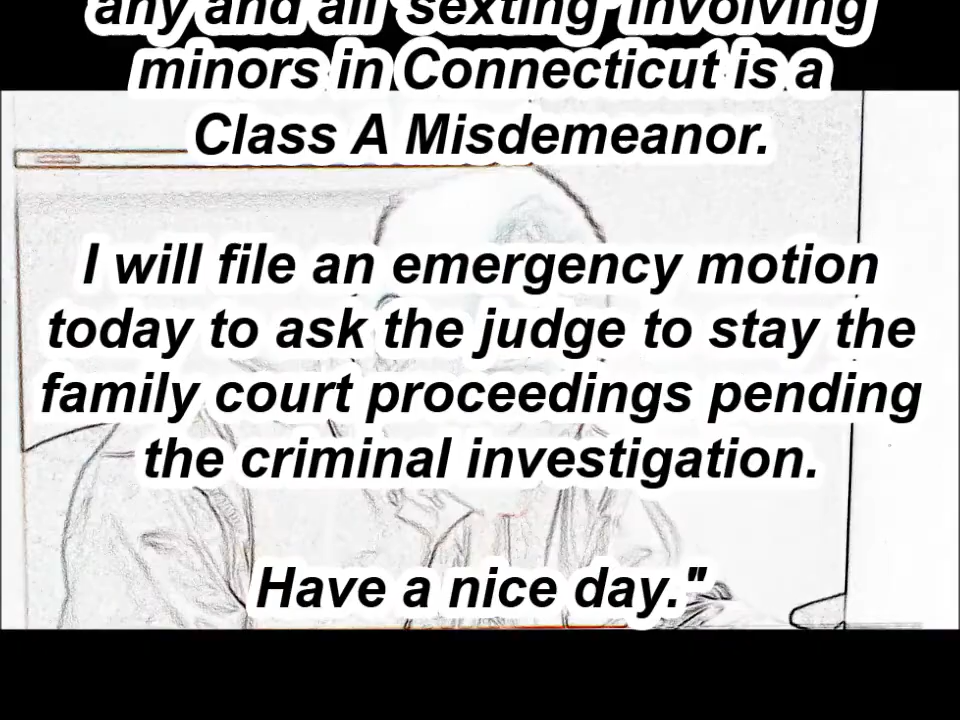 any and all 'sexting' involving
minors in Connecticut is a
Class A Misdemeanor.
I will file an emergency motion
today to ask the judge to stay the
family court proceedings pending
the criminal investigation.
Have a nice day."